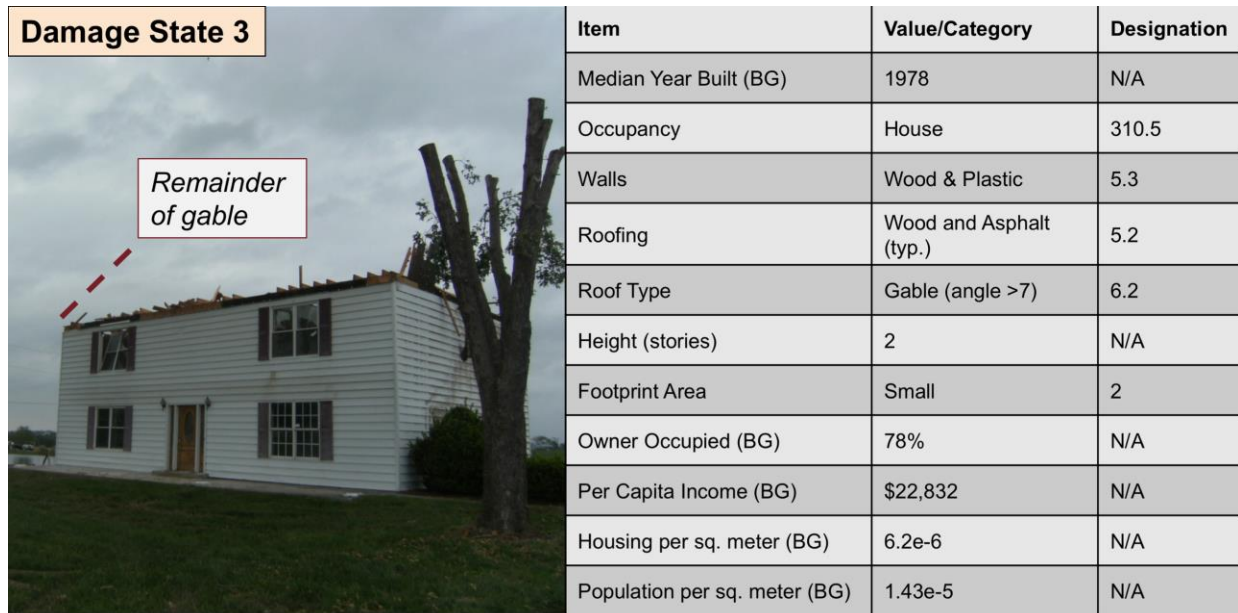 Damage State 3
Remainder
of gable
Item Value/Category Designation
Median Year Built (BG) 1978 N/A
Occupancy House 310.5
Walls Wood & Plastic 5.3
Roofing Wood and Asphalt (typ.) 5.2
Roof Type Gable (angle >7) 6.2
Height (stories) 2 N/A
Footprint Area Small 2
Owner Occupied (BG) 78% N/A
Per Capita Income (BG) $22,832 N/A
Housing per sq. meter (BG) 6.2e-6 N/A
Population per sq. meter (BG) 1.43e-5 N/A